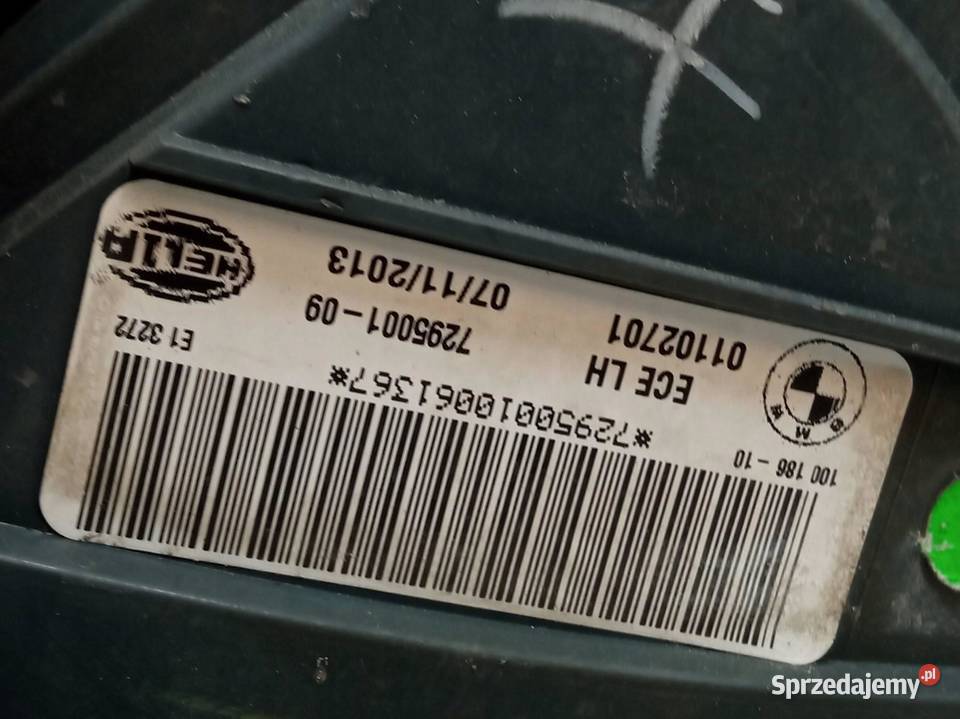 100 186-10
*72950010061367*
E1 3272
ECE LH
7295001-09
01102701
07/11/2013
BMW
HELLA
Sprzedajemy.pl